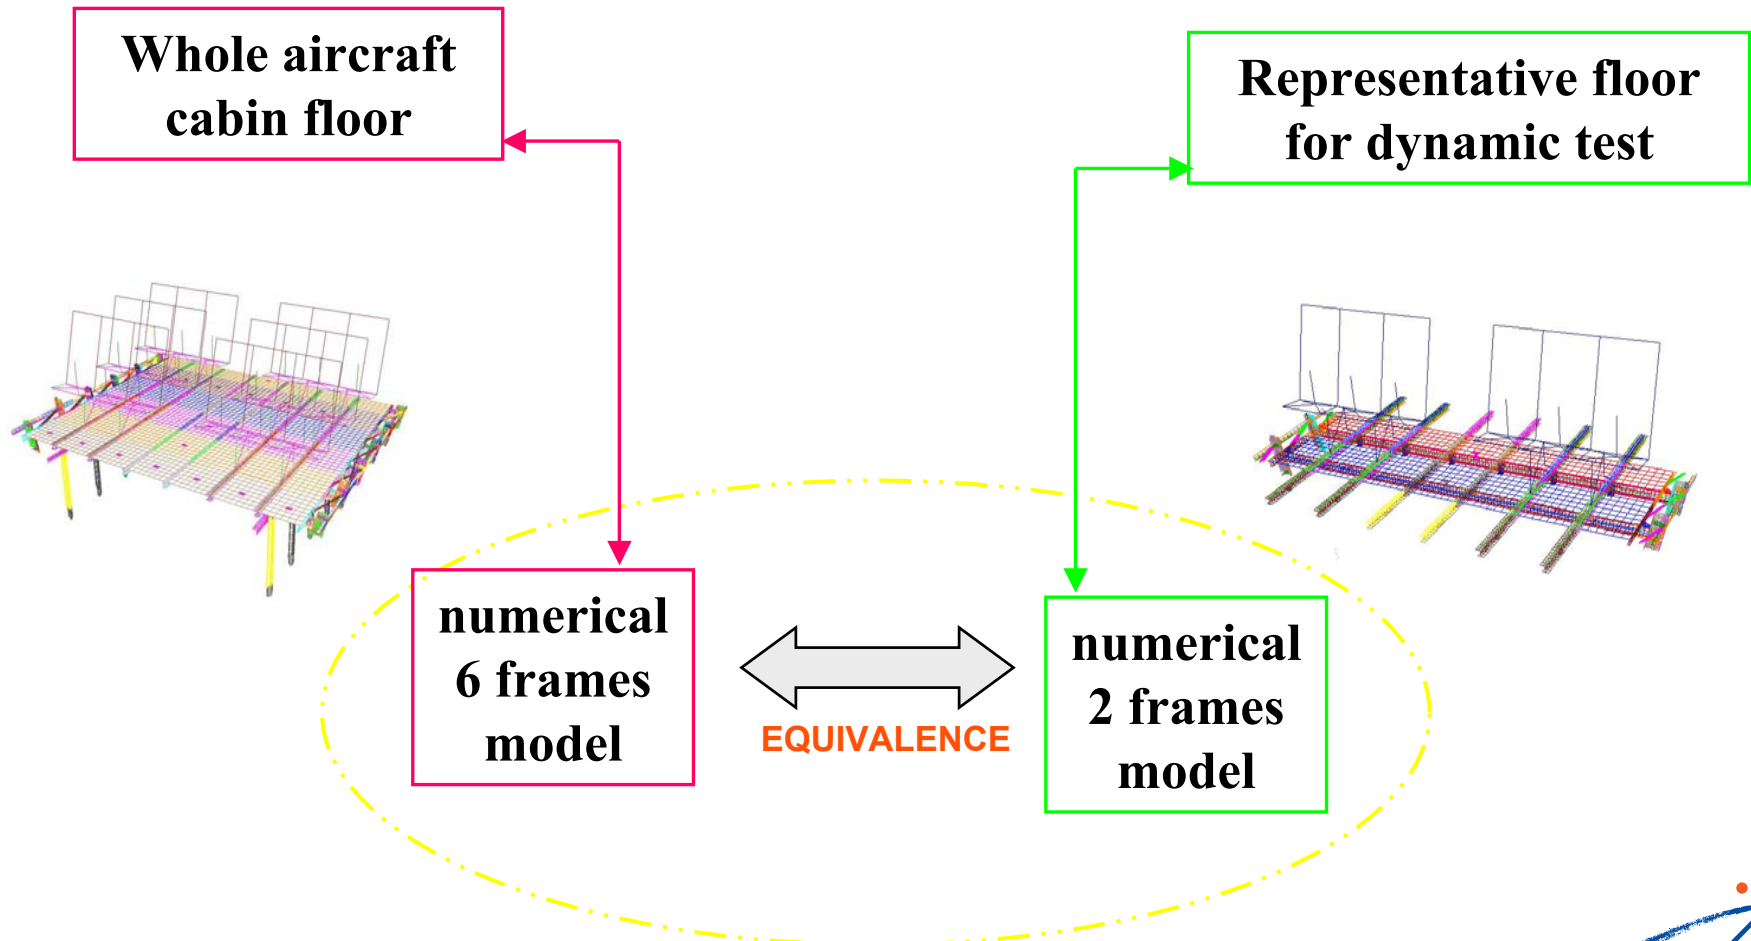 Whole aircraft
cabin floor
Representative floor
for dynamic test
numerical
6 frames
model
EQUIVALENCE
numerical
2 frames
model